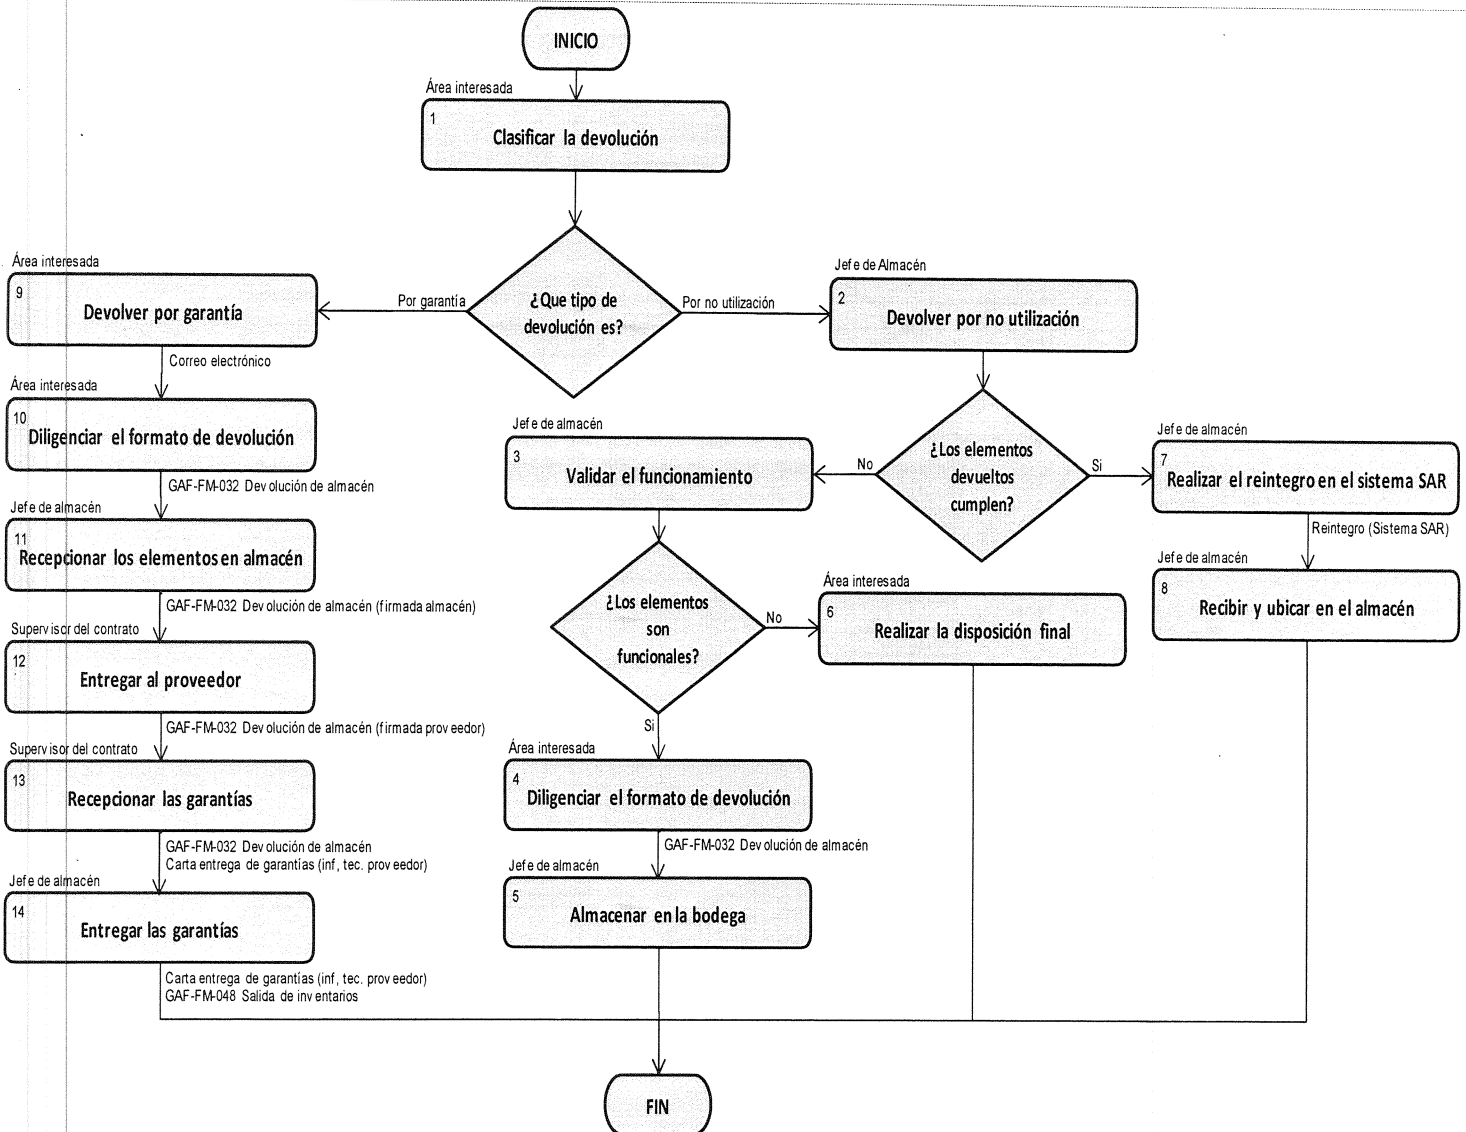 INICIO
Área interesada
1
Clasificar la devolución
¿Que tipo de
devolución es?
Por garantía
Por no utilización
Área interesada
9
Devolver por garantía
Correo electrónico
Área interesada
10
Diligenciar el formato de devolución
GAF-FM-032 Devolución de almacén
Jefe de almacén
11
Recepcionar los elementos en almacén
GAF-FM-032 Devolución de almacén (firmada almacén)
Supervisor del contrato
12
Entregar al proveedor
GAF-FM-032 Devolución de almacén (firmada proveedor)
Supervisor del contrato
13
Recepcionar las garantías
GAF-FM-032 Devolución de almacén
Carta entrega de garantías (inf, tec. proveedor)
Jefe de almacén
14
Entregar las garantías
Carta entrega de garantías (inf, tec. proveedor)
GAF-FM-048 Salida de inventarios
Jefe de Almacén
2
Devolver por no utilización
¿Los elementos
devueltos
cumplen?
No
Si
Jefe de almacén
3
Validar el funcionamiento
¿Los elementos
son
funcionales?
No
Si
Área interesada
4
Diligenciar el formato de devolución
GAF-FM-032 Devolución de almacén
Jefe de almacén
5
Almacenar en la bodega
Área interesada
6
Realizar la disposición final
Jefe de almacén
7
Realizar el reintegro en el sistema SAR
Reintegro (Sistema SAR)
Jefe de almacén
8
Recibir y ubicar en el almacén
FIN